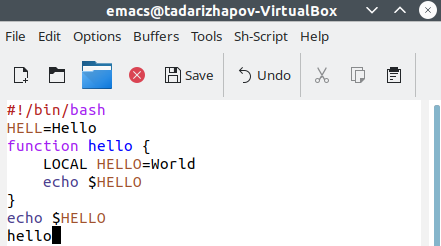 emacs@tadarizhapov-VirtualBox
File Edit Options Buffers Tools Sh-Script Help
Save Undo
#!/bin/bash
HELL=Hello
function hello {
    LOCAL HELLO=World
    echo $HELLO
}
echo $HELLO
hello